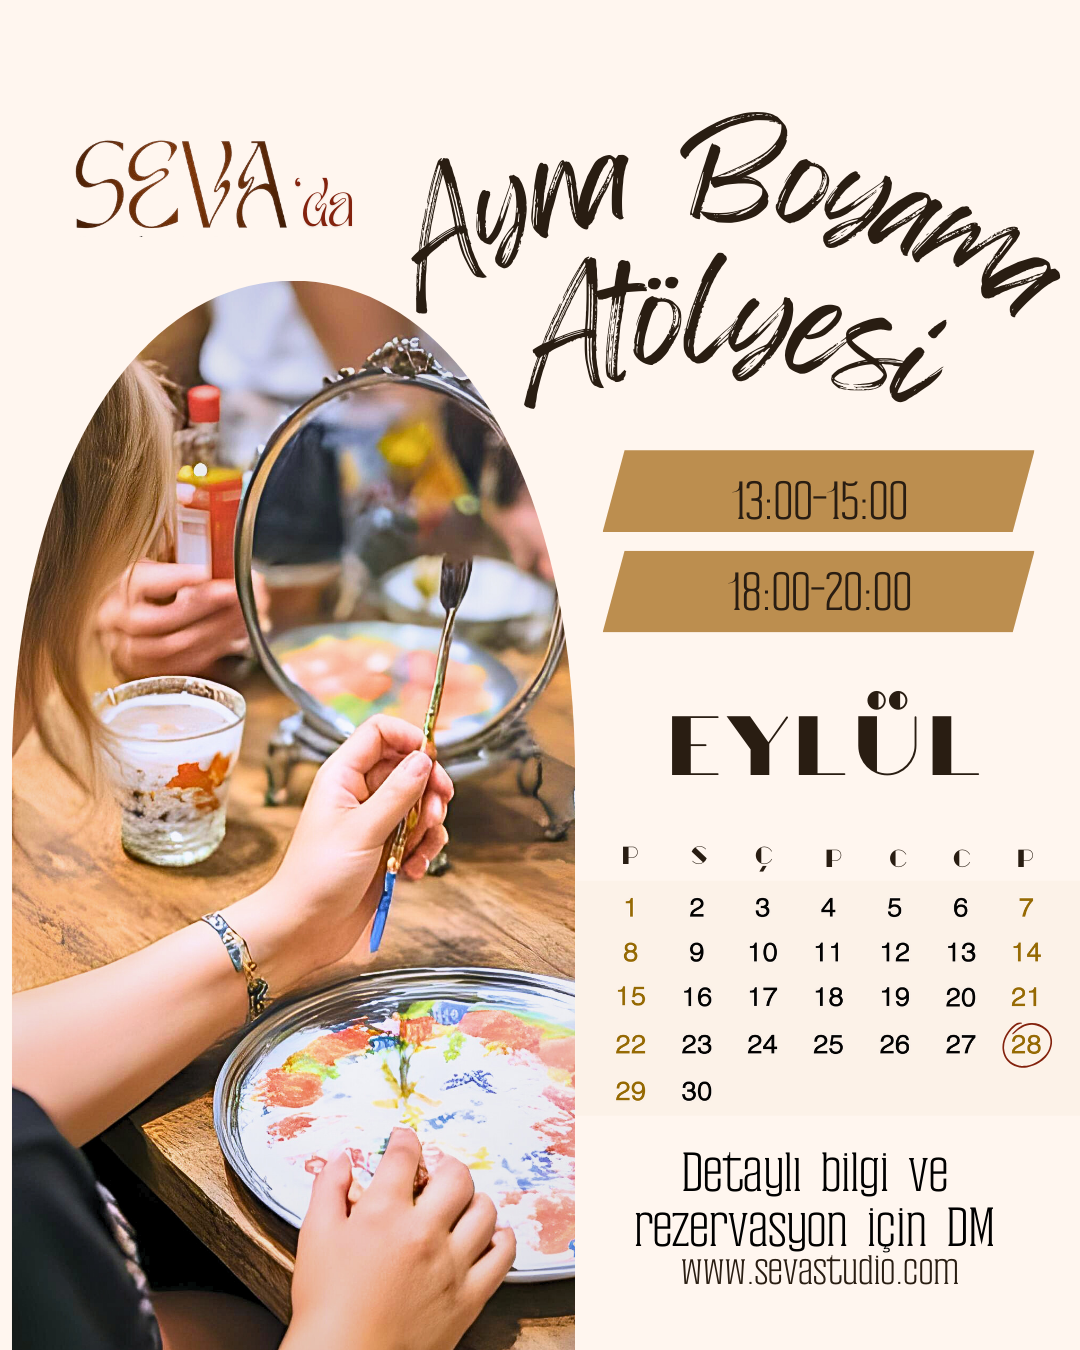 SEVA 'da
Ayna Boyama
Atölyesi
13:00-15:00
18:00-20:00
EYLÜL
P S Ç P C C P
1 2 3 4 5 6 7
8 9 10 11 12 13 14
15 16 17 18 19 20 21
22 23 24 25 26 27 28
29 30
Detaylı bilgi ve
rezervasyon için DM
www.sevastudio.com